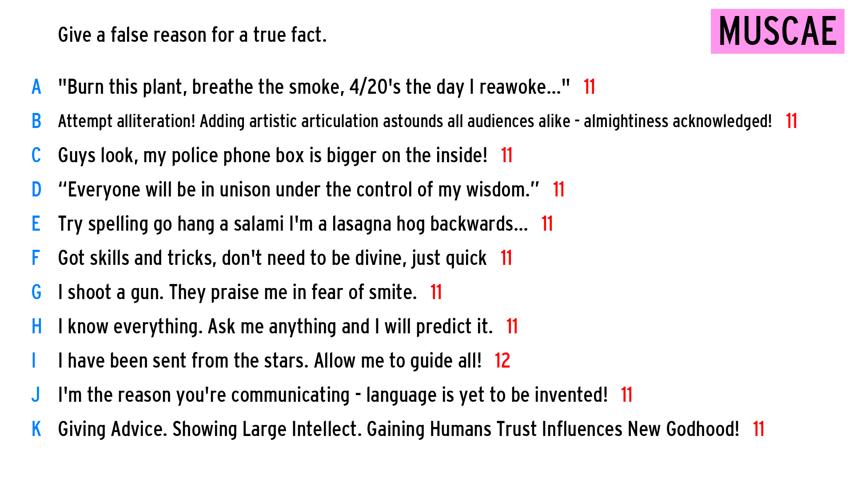 Give a false reason for a true fact.
MUSCAE
A "Burn this plant, breathe the smoke, 4/20's the day I reawoke..." 11
B Attempt alliteration! Adding artistic articulation astounds all audiences alike - almightiness acknowledged! 11
C Guys look, my police phone box is bigger on the inside! 11
D “Everyone will be in unison under the control of my wisdom.” 11
E Try spelling go hang a salami I'm a lasagna hog backwards... 11
F Got skills and tricks, don't need to be divine, just quick 11
G I shoot a gun. They praise me in fear of smite. 11
H I know everything. Ask me anything and I will predict it. 11
I I have been sent from the stars. Allow me to guide all! 12
J I'm the reason you're communicating - language is yet to be invented! 11
K Giving Advice. Showing Large Intellect. Gaining Humans Trust Influences New Godhood! 11